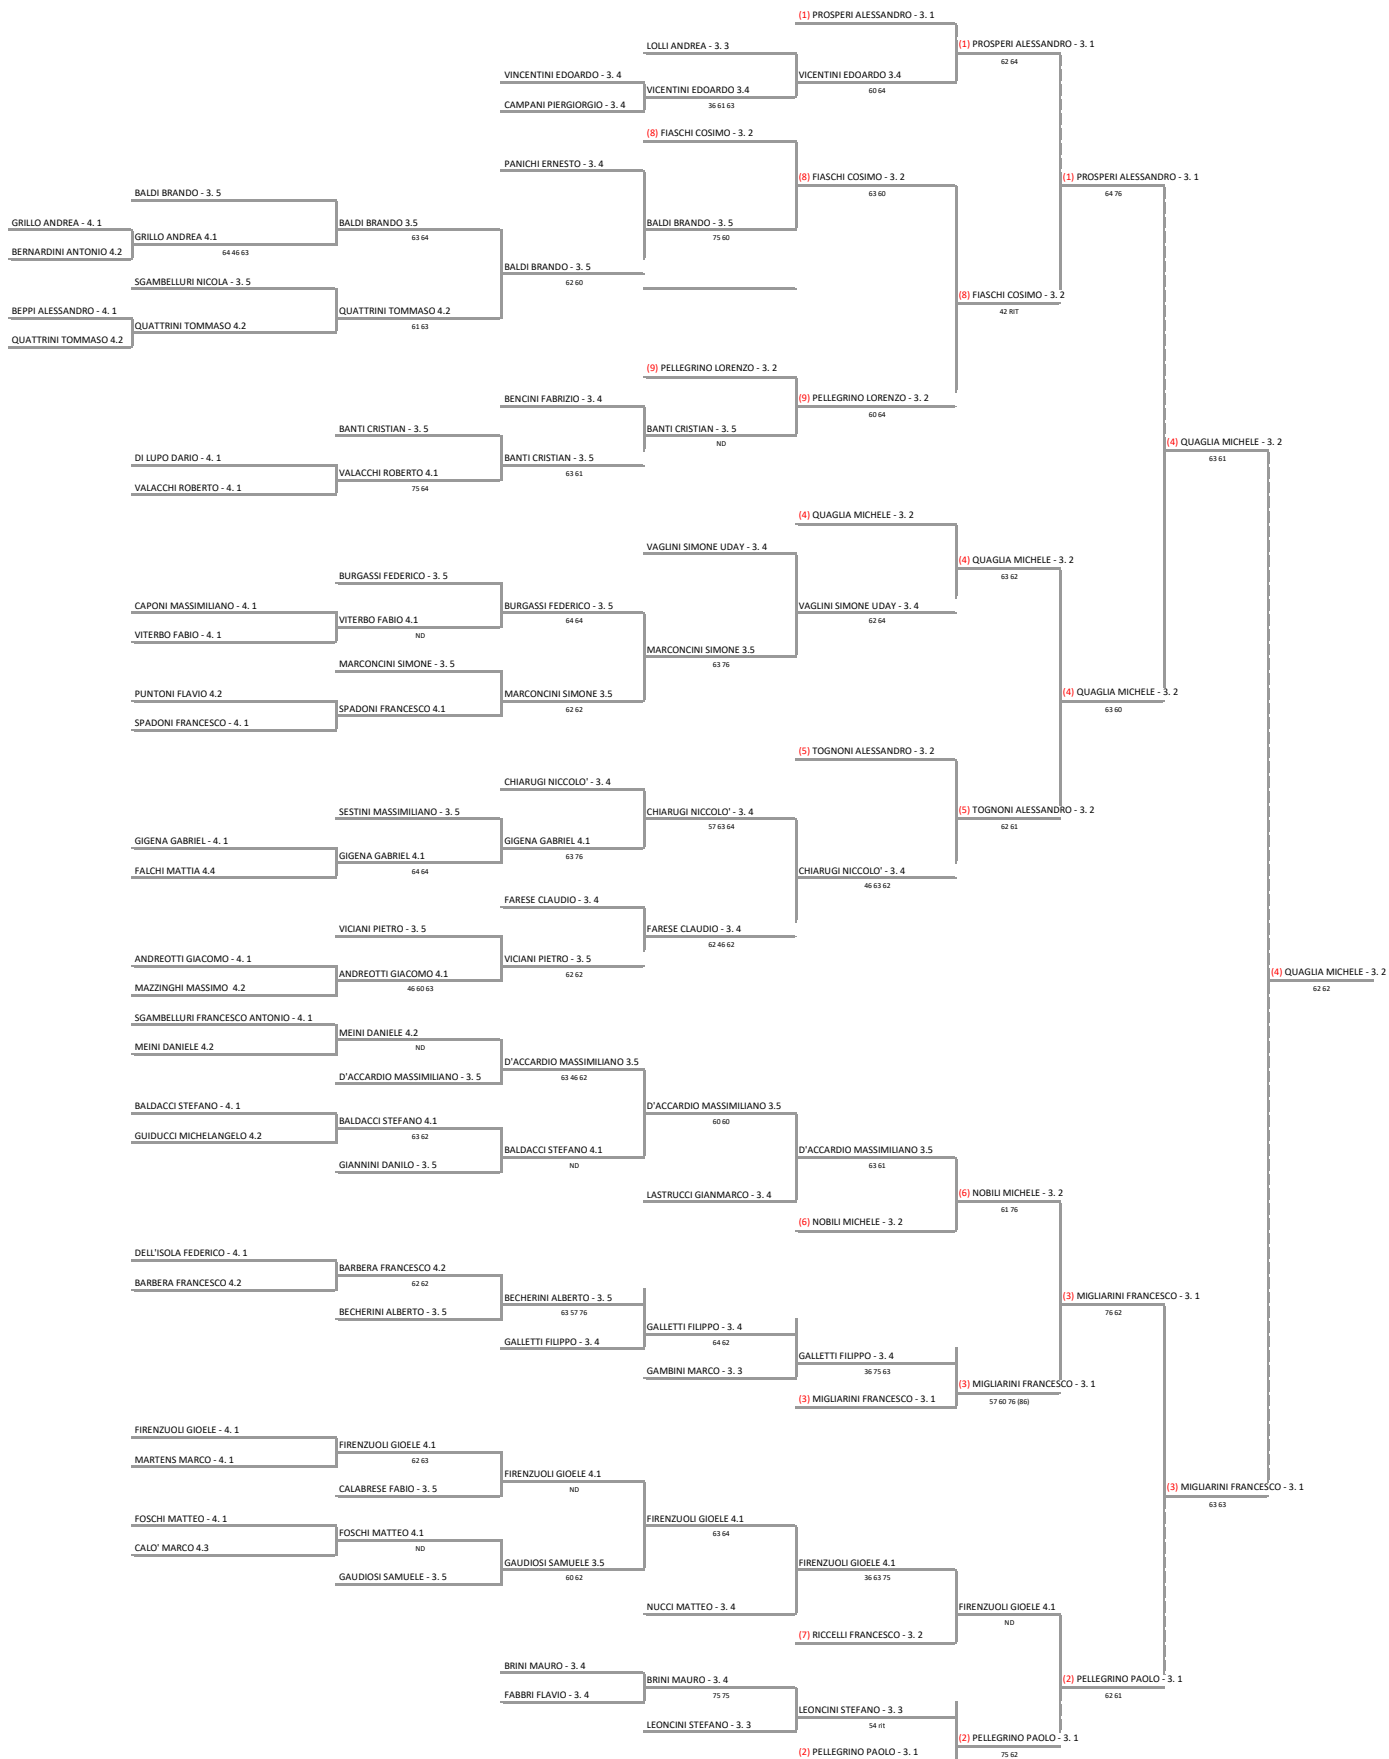 (1) PROSPERI ALESSANDRO - 3. 1
LOLLI ANDREA - 3. 3
(1) PROSPERI ALESSANDRO - 3. 1
62 64
VINCENTINI EDOARDO - 3. 4
VICENTINI EDOARDO 3.4
60 64
VICENTINI EDOARDO 3.4
36 61 63
CAMPANI PIERGIORGIO - 3. 4
(8) FIASCHI COSIMO - 3. 2
PANICHI ERNESTO - 3. 4
(8) FIASCHI COSIMO - 3. 2
63 60
(1) PROSPERI ALESSANDRO - 3. 1
64 76
BALDI BRANDO - 3. 5
GRILLO ANDREA - 4. 1
BALDI BRANDO 3.5
63 64
BALDI BRANDO - 3. 5
75 60
GRILLO ANDREA 4.1
64 46 63
BERNARDINI ANTONIO 4.2
BALDI BRANDO - 3. 5
62 60
SGAMBELLURI NICOLA - 3. 5
(8) FIASCHI COSIMO - 3. 2
42 RIT
BEPPI ALESSANDRO - 4. 1
QUATTRINI TOMMASO 4.2
61 63
QUATTRINI TOMMASO 4.2
QUATTRINI TOMMASO 4.2
(9) PELLEGRINO LORENZO - 3. 2
BENCINI FABRIZIO - 3. 4
(9) PELLEGRINO LORENZO - 3. 2
60 64
BANTI CRISTIAN - 3. 5
BANTI CRISTIAN - 3. 5
ND
(4) QUAGLIA MICHELE - 3. 2
63 61
DI LUPO DARIO - 4. 1
BANTI CRISTIAN - 3. 5
63 61
VALACCHI ROBERTO 4.1
75 64
VALACCHI ROBERTO - 4. 1
(4) QUAGLIA MICHELE - 3. 2
VAGLINI SIMONE UDAY - 3. 4
(4) QUAGLIA MICHELE - 3. 2
63 62
BURGASSI FEDERICO - 3. 5
CAPONI MASSIMILIANO - 4. 1
BURGASSI FEDERICO - 3. 5
64 64
VAGLINI SIMONE UDAY - 3. 4
62 64
VITERBO FABIO 4.1
ND
VITERBO FABIO - 4. 1
MARCONCINI SIMONE 3.5
63 76
MARCONCINI SIMONE - 3. 5
PUNTONI FLAVIO 4.2
MARCONCINI SIMONE 3.5
62 62
(4) QUAGLIA MICHELE - 3. 2
63 60
SPADONI FRANCESCO 4.1
SPADONI FRANCESCO - 4. 1
(5) TOGNONI ALESSANDRO - 3. 2
CHIARUGI NICCOLO' - 3. 4
SESTINI MASSIMILIANO - 3. 5
CHIARUGI NICCOLO' - 3. 4
57 63 64
(5) TOGNONI ALESSANDRO - 3. 2
62 61
GIGENA GABRIEL - 4. 1
GIGENA GABRIEL 4.1
63 76
GIGENA GABRIEL 4.1
64 64
FALCHI MATTIA 4.4
CHIARUGI NICCOLO' - 3. 4
46 63 62
FARESE CLAUDIO - 3. 4
VICIANI PIETRO - 3. 5
FARESE CLAUDIO - 3. 4
62 46 62
ANDREOTTI GIACOMO - 4. 1
VICIANI PIETRO - 3. 5
62 62
ANDREOTTI GIACOMO 4.1
46 60 63
(4) QUAGLIA MICHELE - 3. 2
62 62
MAZZINGHI MASSIMO 4.2
SGAMBELLURI FRANCESCO ANTONIO - 4. 1
MEINI DANIELE 4.2
ND
MEINI DANIELE 4.2
D'ACCARDIO MASSIMILIANO 3.5
63 46 62
D'ACCARDIO MASSIMILIANO - 3. 5
BALDACCI STEFANO - 4. 1
D'ACCARDIO MASSIMILIANO 3.5
60 60
BALDACCI STEFANO 4.1
63 62
GUIDUCCI MICHELANGELO 4.2
BALDACCI STEFANO 4.1
ND
D'ACCARDIO MASSIMILIANO 3.5
63 61
GIANNINI DANILO - 3. 5
LASTRUCCI GIANMARCO - 3. 4
(6) NOBILI MICHELE - 3. 2
61 76
(6) NOBILI MICHELE - 3. 2
DELL'ISOLA FEDERICO - 4. 1
BARBERA FRANCESCO 4.2
62 62
BARBERA FRANCESCO 4.2
BECHERINI ALBERTO - 3. 5
63 57 76
(3) MIGLIARINI FRANCESCO - 3. 1
76 62
BECHERINI ALBERTO - 3. 5
GALLETTI FILIPPO - 3. 4
64 62
GALLETTI FILIPPO - 3. 4
GALLETTI FILIPPO - 3. 4
36 75 63
GAMBINI MARCO - 3. 3
(3) MIGLIARINI FRANCESCO - 3. 1
57 60 76 (86)
(3) MIGLIARINI FRANCESCO - 3. 1
FIRENZUOLI GIOELE - 4. 1
FIRENZUOLI GIOELE 4.1
62 63
MARTENS MARCO - 4. 1
FIRENZUOLI GIOELE 4.1
ND
CALABRESE FABIO - 3. 5
(3) MIGLIARINI FRANCESCO - 3. 1
63 63
FOSCHI MATTEO - 4. 1
FIRENZUOLI GIOELE 4.1
63 64
FOSCHI MATTEO 4.1
ND
CALO' MARCO 4.3
GAUDIOSI SAMUELE 3.5
60 62
FIRENZUOLI GIOELE 4.1
36 63 75
GAUDIOSI SAMUELE - 3. 5
NUCCI MATTEO - 3. 4
FIRENZUOLI GIOELE 4.1
ND
(7) RICCELLI FRANCESCO - 3. 2
BRINI MAURO - 3. 4
BRINI MAURO - 3. 4
75 75
(2) PELLEGRINO PAOLO - 3. 1
62 61
FABBRI FLAVIO - 3. 4
LEONCINI STEFANO - 3. 3
54 rit
LEONCINI STEFANO - 3. 3
(2) PELLEGRINO PAOLO - 3. 1
75 62
(2) PELLEGRINO PAOLO - 3. 1